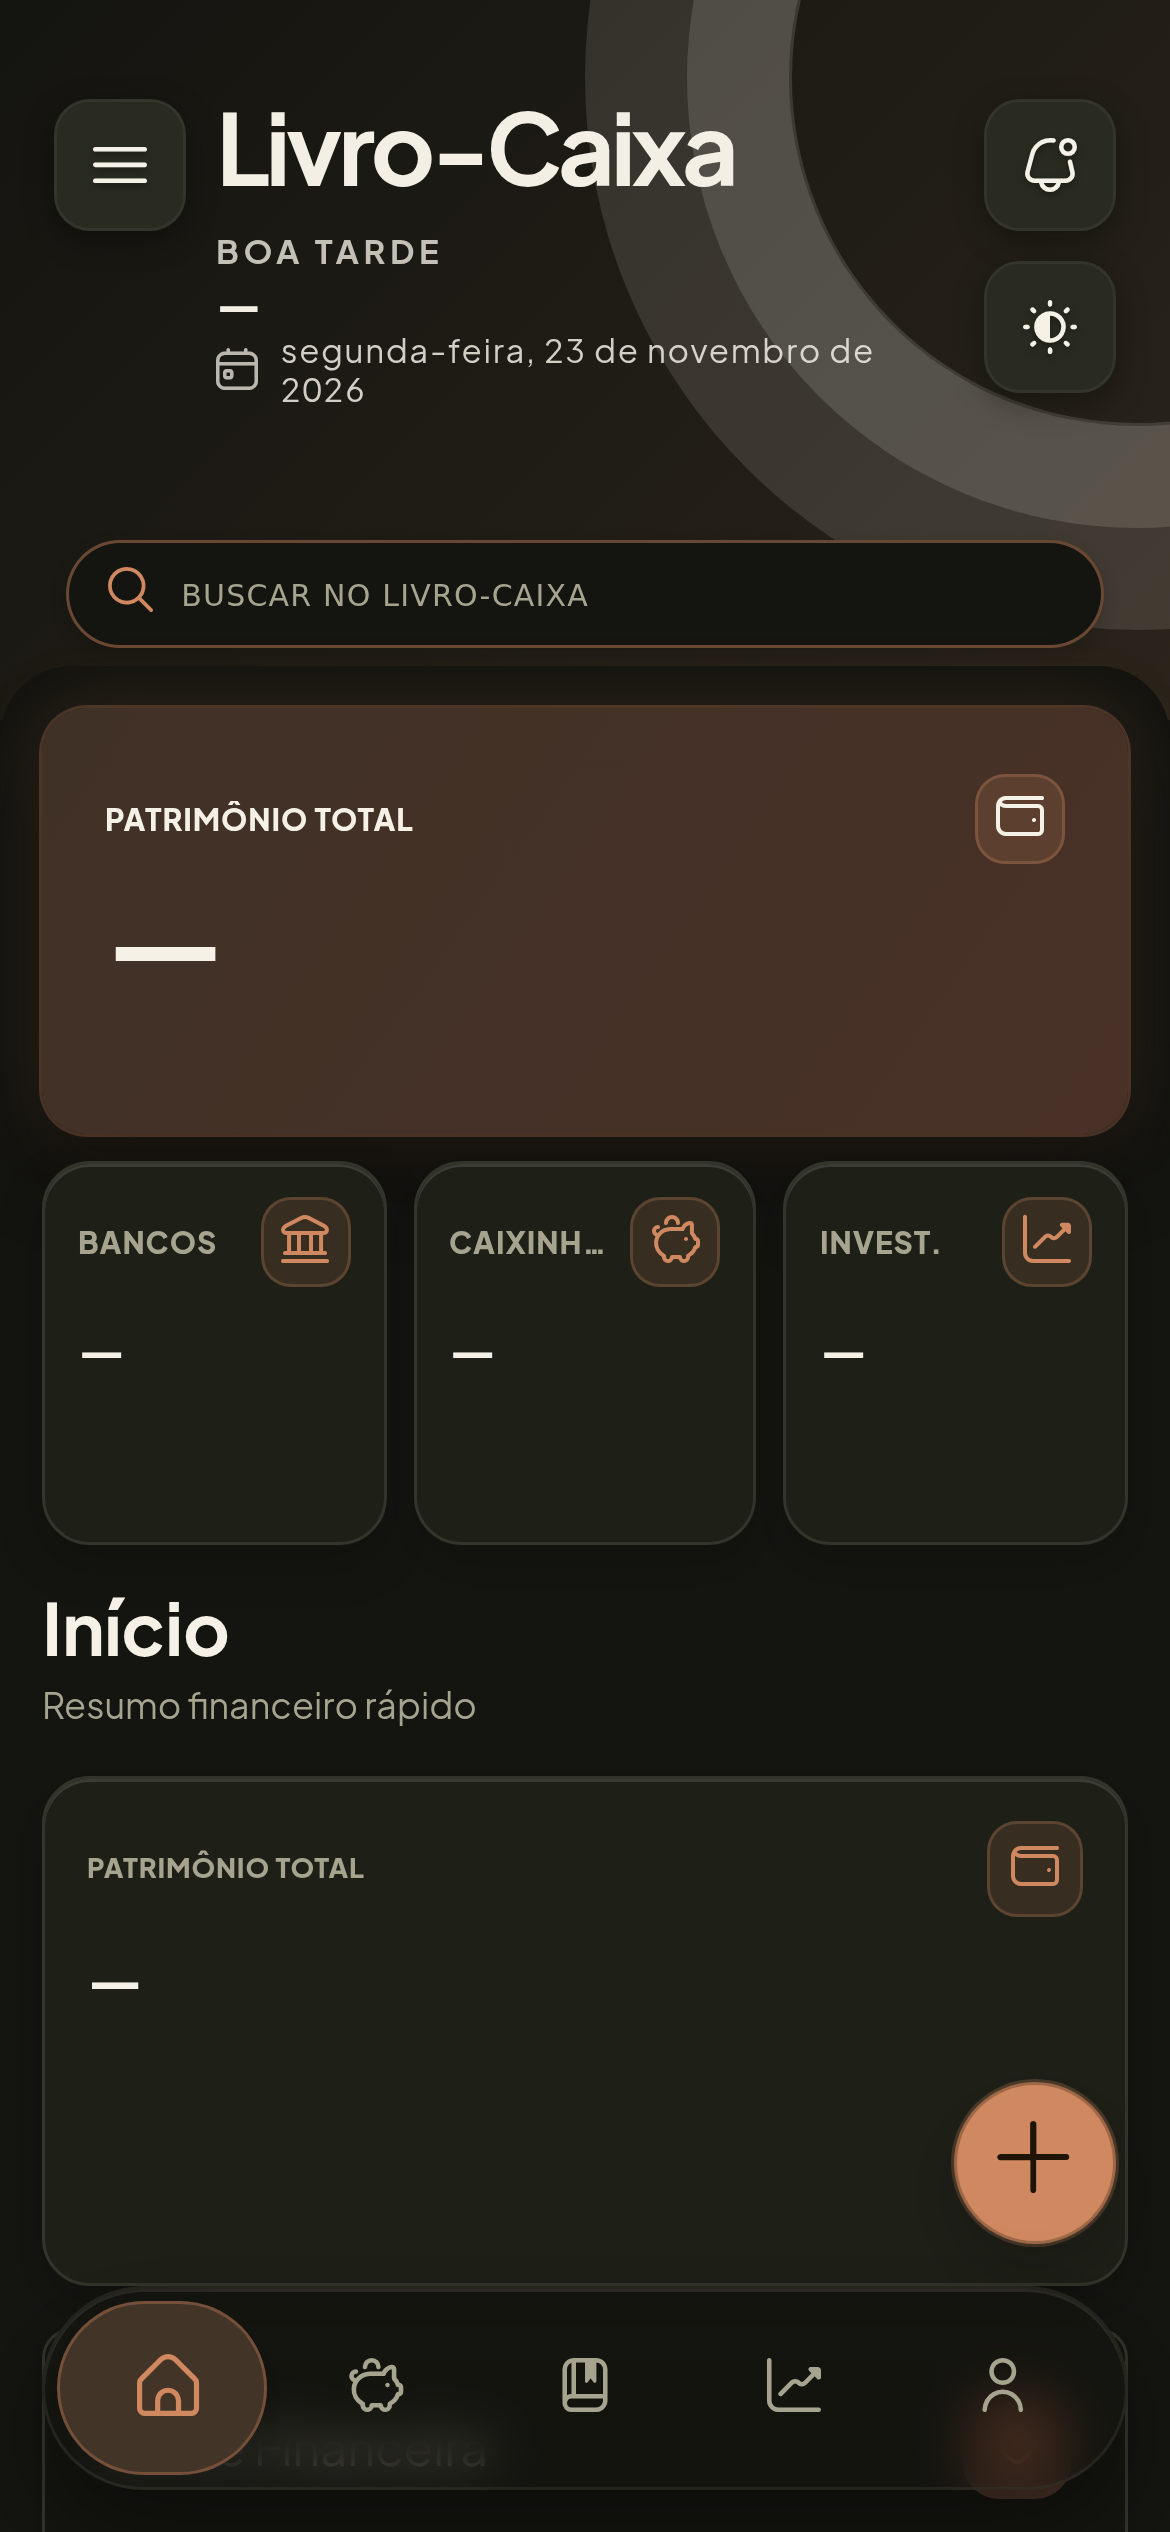 Livro-Caixa
BOA TARDE
—
segunda-feira, 23 de novembro de
2026
BUSCAR NO LIVRO-CAIXA
PATRIMÔNIO TOTAL
—
BANCOS
CAIXINH…
INVEST.
—
—
—
Início
Resumo financeiro rápido
PATRIMÔNIO TOTAL
—
Financeira